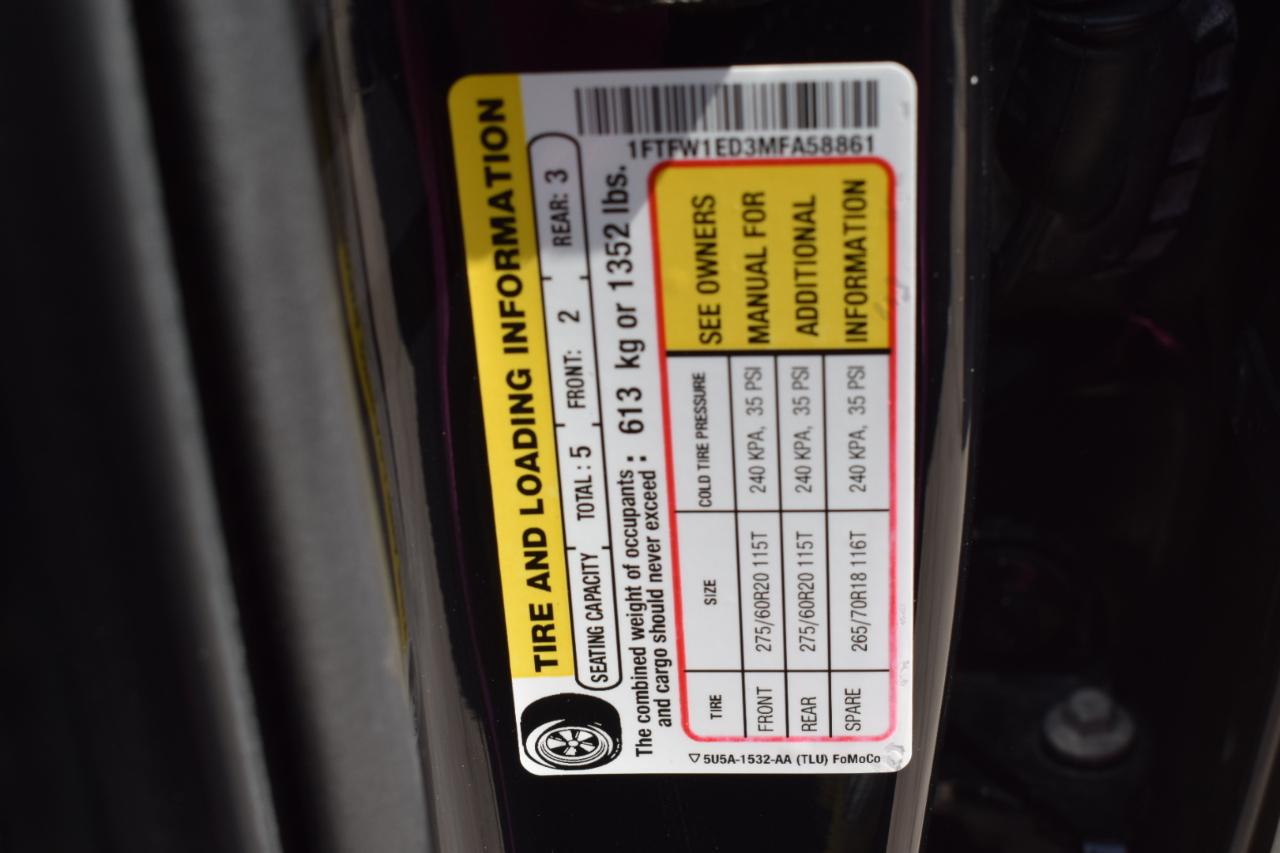 TIRE AND LOADING INFORMATION
SEATING CAPACITY TOTAL : 5 FRONT: 2 REAR: 3
The combined weight of occupants
and cargo should never exceed : 613 kg or 1352 lbs.
TIRE SIZE COLD TIRE PRESSURE
FRONT 275/60R20 115T 240 KPA, 35 PSI
REAR 275/60R20 115T 240 KPA, 35 PSI
SPARE 265/70R18 116T 240 KPA, 35 PSI
SEE OWNERS
MANUAL FOR
ADDITIONAL
INFORMATION
5U5A-1532-AA (TLU) FoMoCo
1FTFW1ED3MFA58861